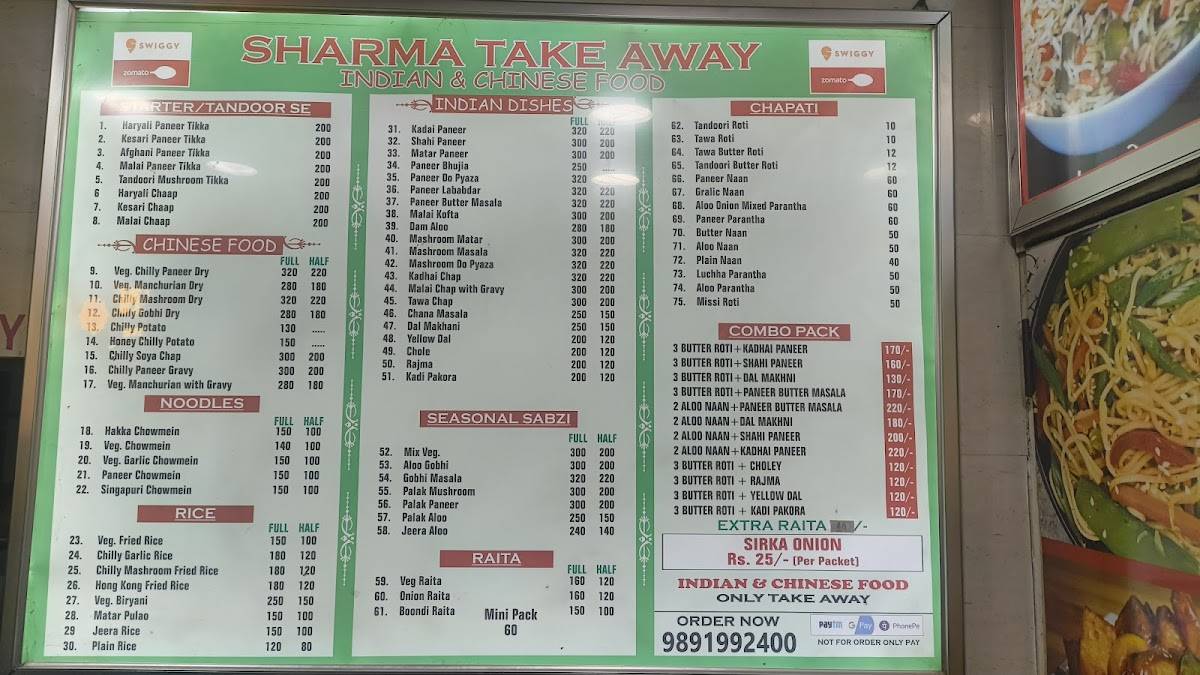 SWIGGY
zomato
SHARMA TAKE AWAY
INDIAN & CHINESE FOOD
SWIGGY
zomato
STARTER/TANDOOR SE
1. Haryali Paneer Tikka 200
2. Kesari Paneer Tikka 200
3. Afghani Paneer Tikka 200
4. Malai Paneer Tikka 200
5. Tandoori Mushroom Tikka 200
6 Haryali Chaap 200
7. Kesari Chaap 200
8. Malai Chaap 200
CHINESE FOOD
FULL HALF
9. Veg. Chilly Paneer Dry 320 220
10. Veg. Manchurian Dry 280 180
11. Chilly Mashroom Dry 320 220
12. Chilly Gobhi Dry 280 180
13. Chilly Potato 130 .....
14. Honey Chilly Potato 150 .....
15. Chilly Soya Chap 300 200
16. Chilly Paneer Gravy 300 200
17. Veg. Manchurian with Gravy 280 180
NOODLES
FULL HALF
18. Hakka Chowmein 150 100
19. Veg. Chowmein 140 100
20. Veg. Garlic Chowmein 150 100
21. Paneer Chowmein 150 100
22. Singapuri Chowmein 150 100
RICE
FULL HALF
23. Veg. Fried Rice 150 100
24. Chilly Garlic Rice 180 120
25. Chilly Mashroom Fried Rice 180 120
26. Hong Kong Fried Rice 180 120
27. Veg. Biryani 250 150
28. Matar Pulao 150 100
29 Jeera Rice 150 100
30. Plain Rice 120 80
INDIAN DISHES
FULL
31. Kadai Paneer 320 220
32. Shahi Paneer 300 200
33. Matar Paneer 300 200
34. Paneer Bhujia 250 .....
35. Paneer Do Pyaza 320
36. Paneer Lababdar 320 220
37. Paneer Butter Masala 320 220
38. Malai Kofta 300 200
39. Dam Aloo 280 180
40. Mashroom Matar 300 200
41. Mashroom Masala 300 200
42. Mashroom Do Pyaza 320 220
43. Kadhai Chap 300 200
44. Malai Chap with Gravy 300 200
45. Tawa Chap 300 200
46. Chana Masala 250 150
47. Dal Makhani 250 150
48. Yellow Dal 200 120
49. Chole 200 120
50. Rajma 200 120
51. Kadi Pakora 200 120
SEASONAL SABZI
FULL HALF
52. Mix Veg. 300 200
53. Aloo Gobhi 300 200
54. Gobhi Masala 320 220
55. Palak Mushroom 300 200
56. Palak Paneer 300 200
57. Palak Aloo 250 150
58. Jeera Aloo 240 140
RAITA
FULL HALF
59. Veg Raita 160 120
60. Onion Raita 160 120
61. Boondi Raita 150 100
Mini Pack
60
CHAPATI
62. Tandoori Roti 10
63. Tawa Roti 10
64. Tawa Butter Roti 12
65. Tandoori Butter Roti 12
66. Paneer Naan 60
67. Gralic Naan 60
68. Aloo Onion Mixed Parantha 60
69. Paneer Parantha 60
70. Butter Naan 50
71. Aloo Naan 50
72. Plain Naan 40
73. Luchha Parantha 50
74. Aloo Parantha 50
75. Missi Roti 50
COMBO PACK
3 BUTTER ROTI+KADHAI PANEER 170/-
3 BUTTER ROTI+SHAHI PANEER 160/-
3 BUTTER ROTI+DAL MAKHNI 130/-
3 BUTTER ROTI+PANEER BUTTER MASALA 170/-
2 ALOO NAAN+PANEER BUTTER MASALA 220/-
2 ALOO NAAN+DAL MAKHNI 180/-
2 ALOO NAAN+SHAHI PANEER 200/-
2 ALOO NAAN+KADHAI PANEER 220/-
3 BUTTER ROTI + CHOLEY 120/-
3 BUTTER ROTI + RAJMA 120/-
3 BUTTER ROTI + YELLOW DAL 120/-
3 BUTTER ROTI + KADI PAKORA 120/-
EXTRA RAITA /-
SIRKA ONION
Rs. 25/- (Per Packet)
INDIAN & CHINESE FOOD
ONLY TAKE AWAY
ORDER NOW
9891992400
Paytm G Pay PhonePe
NOT FOR ORDER ONLY PAY